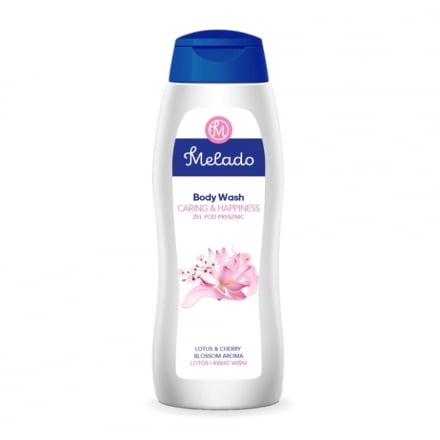 M
Melado
Body Wash
CARING & HAPPINESS
ŻEL POD PRYSZNIC
LOTUS & CHERRY
BLOSSOM AROMA
LOTOS I KWIAT WIŚNI